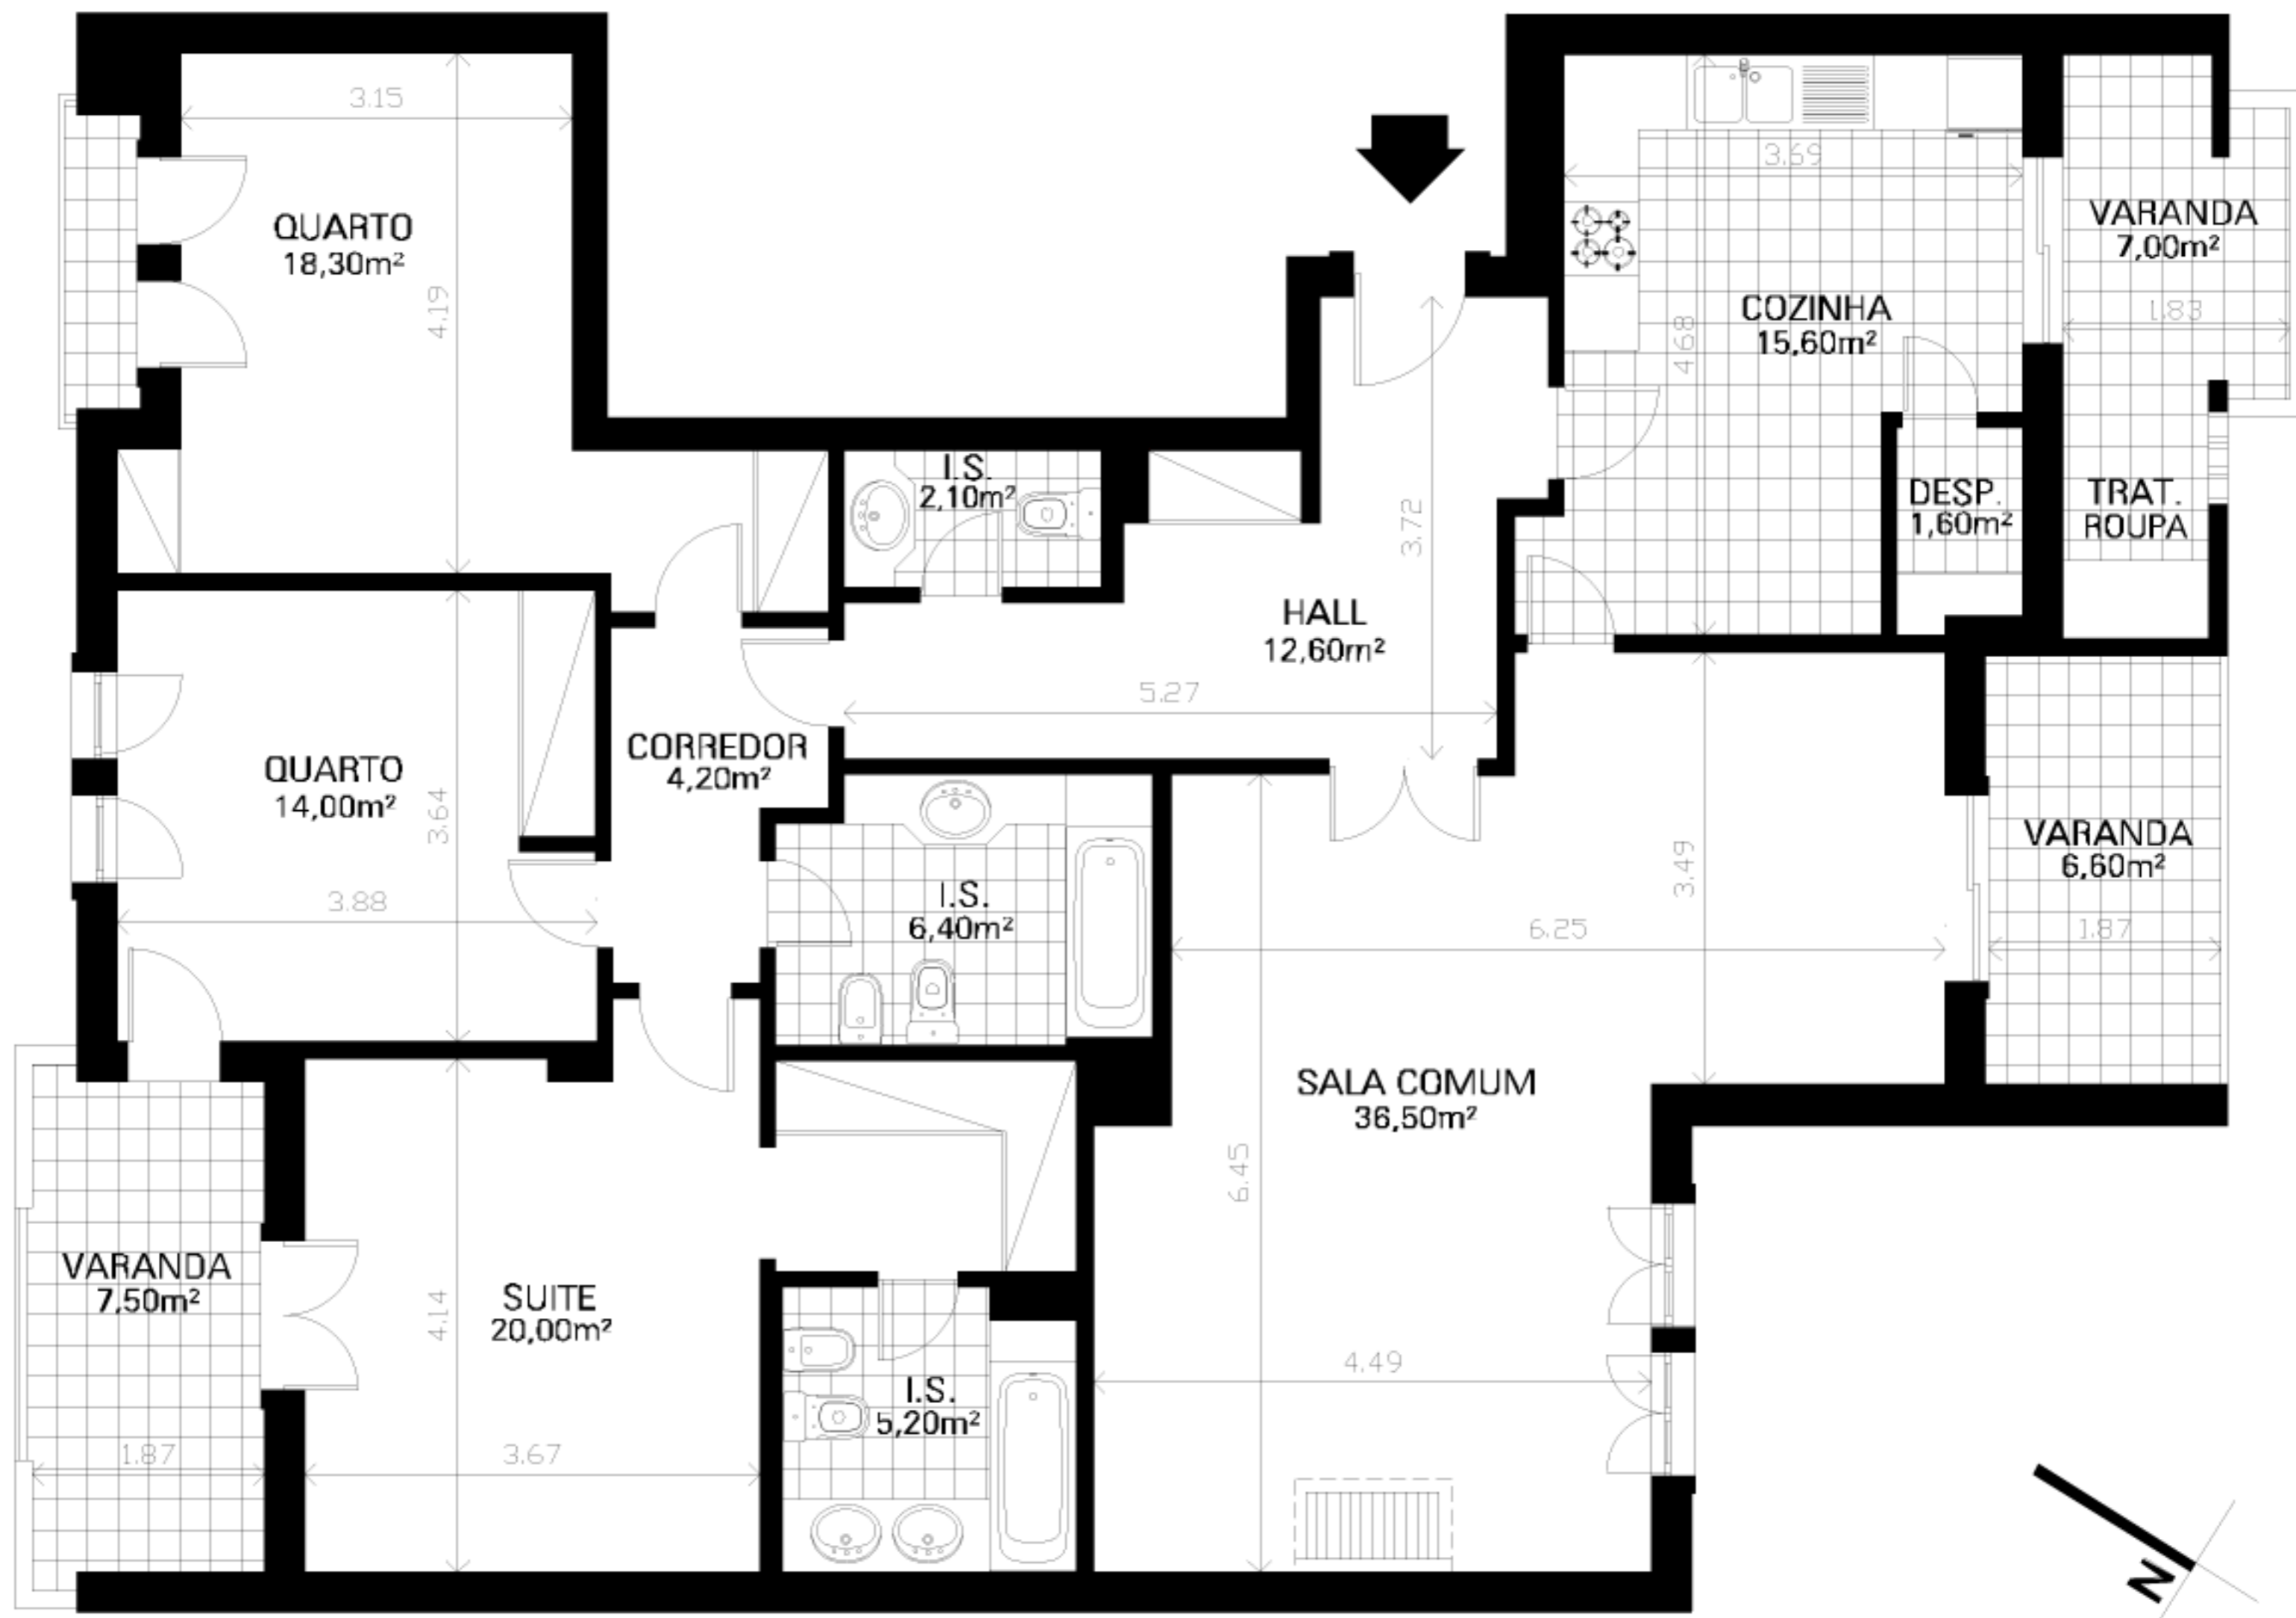 3.15
QUARTO
18,30m²
4.19
3.69
VARANDA
7,00m²
1.83
COZINHA
15,60m²
4.68
I.S.
2,10m²
DESP.
1,60m²
TRAT.
ROUPA
3.72
HALL
12,60m²
5.27
CORREDOR
4,20m²
QUARTO
14,00m²
3.64
3.88
I.S.
6,40m²
3.49
VARANDA
6,60m²
6.25
1.87
SALA COMUM
36,50m²
6.45
VARANDA
7,50m²
SUITE
20,00m²
4.14
I.S.
5,20m²
4.49
1.87
3.67
N